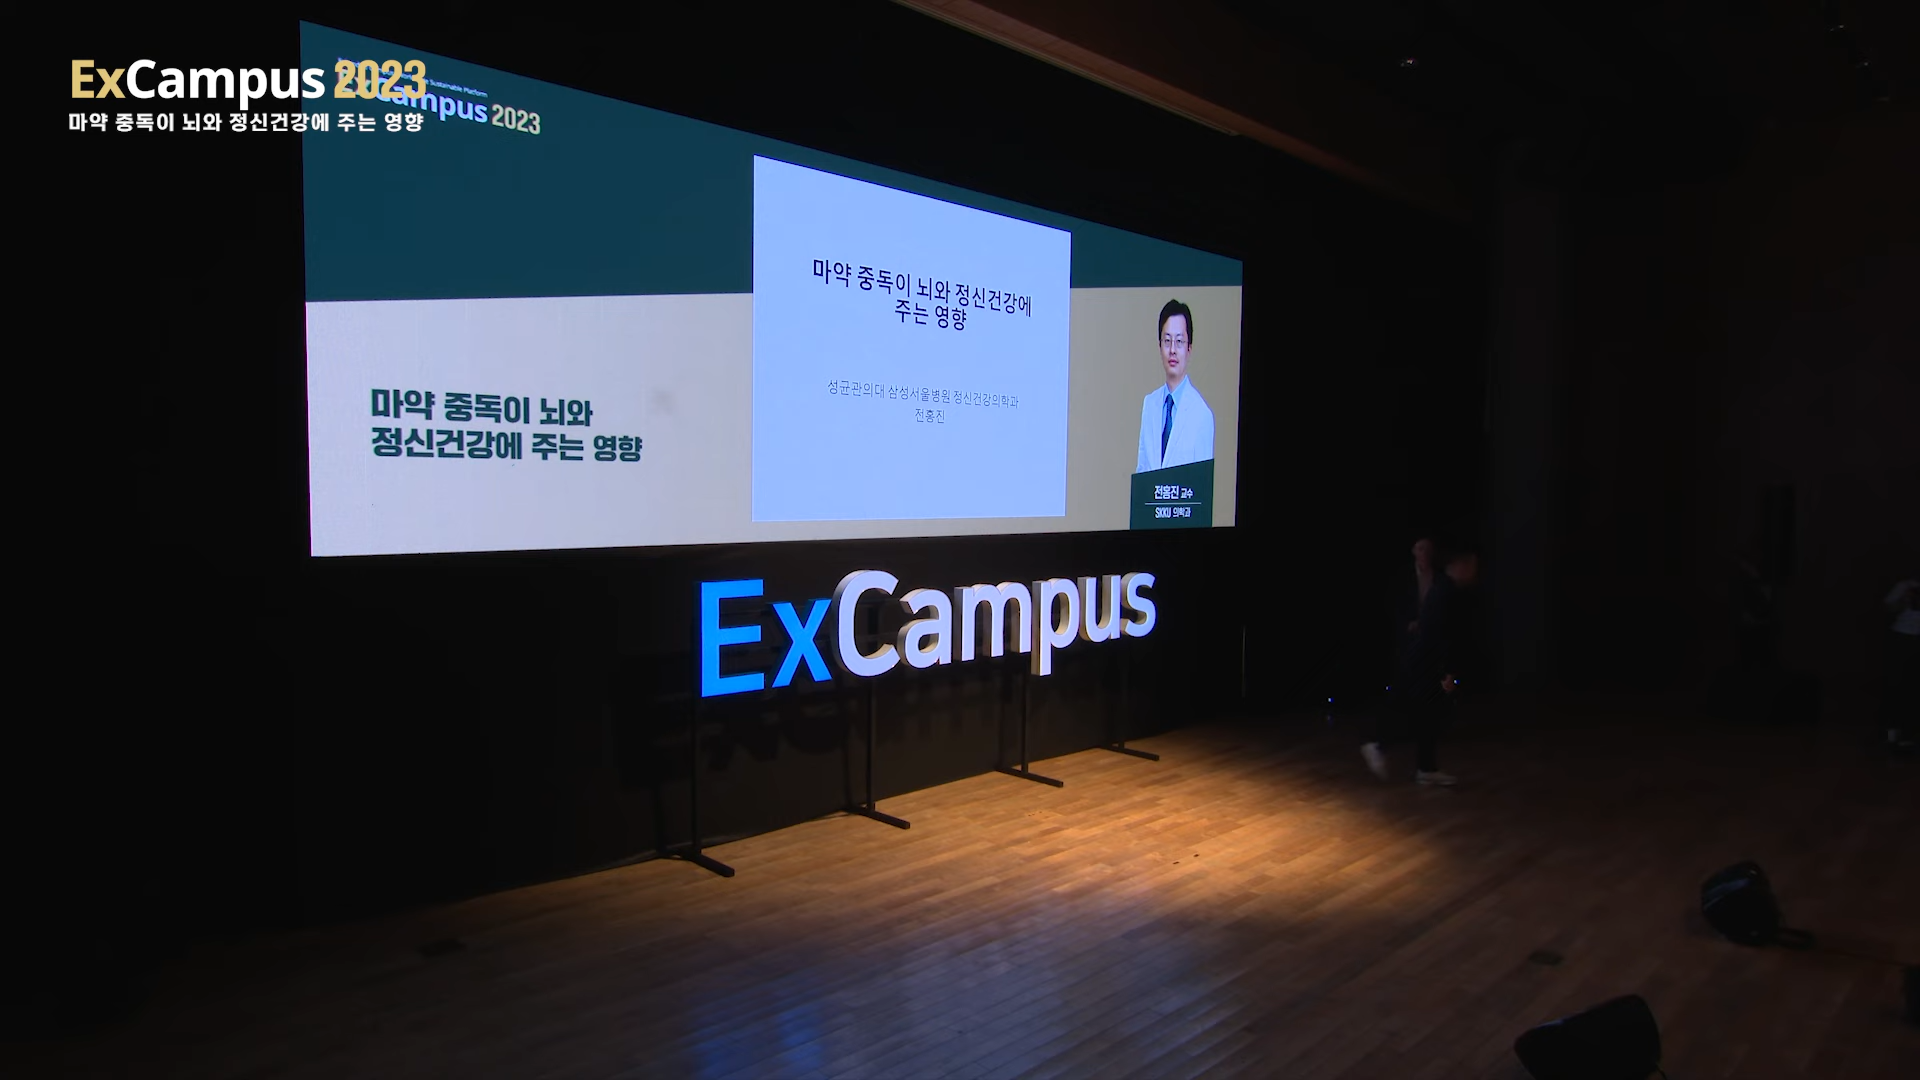 ExCampus 2023
마약 중독이 뇌와 정신건강에 주는 영향
Sustainable Platform
ExCampus 2023
마약 중독이 뇌와
정신건강에 주는 영향
마약 중독이 뇌와 정신건강에
주는 영향
성균관의대 삼성서울병원 정신건강의학과
전홍진
전홍진 교수
SKKU 의학과
ExCampus